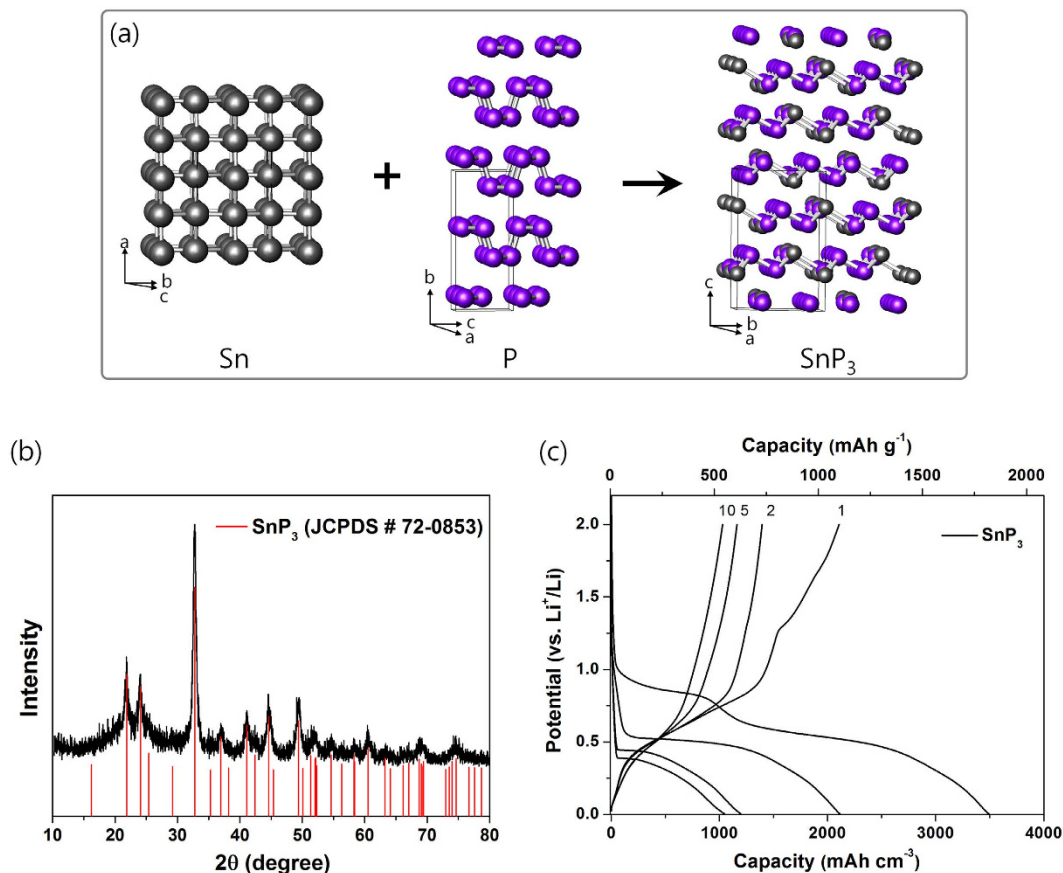 (a)
a
b
c
Sn
+
b
c
a
P
c
b
a
SnP₃
(b)
SnP₃ (JCPDS # 72-0853)
Intensity
10 20 30 40 50 60 70 80
2θ (degree)
(c)
Capacity (mAh g⁻¹)
0 500 1000 1500 2000
10 5 2 1
SnP₃
Potential (vs. Li⁺/Li)
2.0
1.5
1.0
0.5
0.0
0 1000 2000 3000 4000
Capacity (mAh cm⁻³)